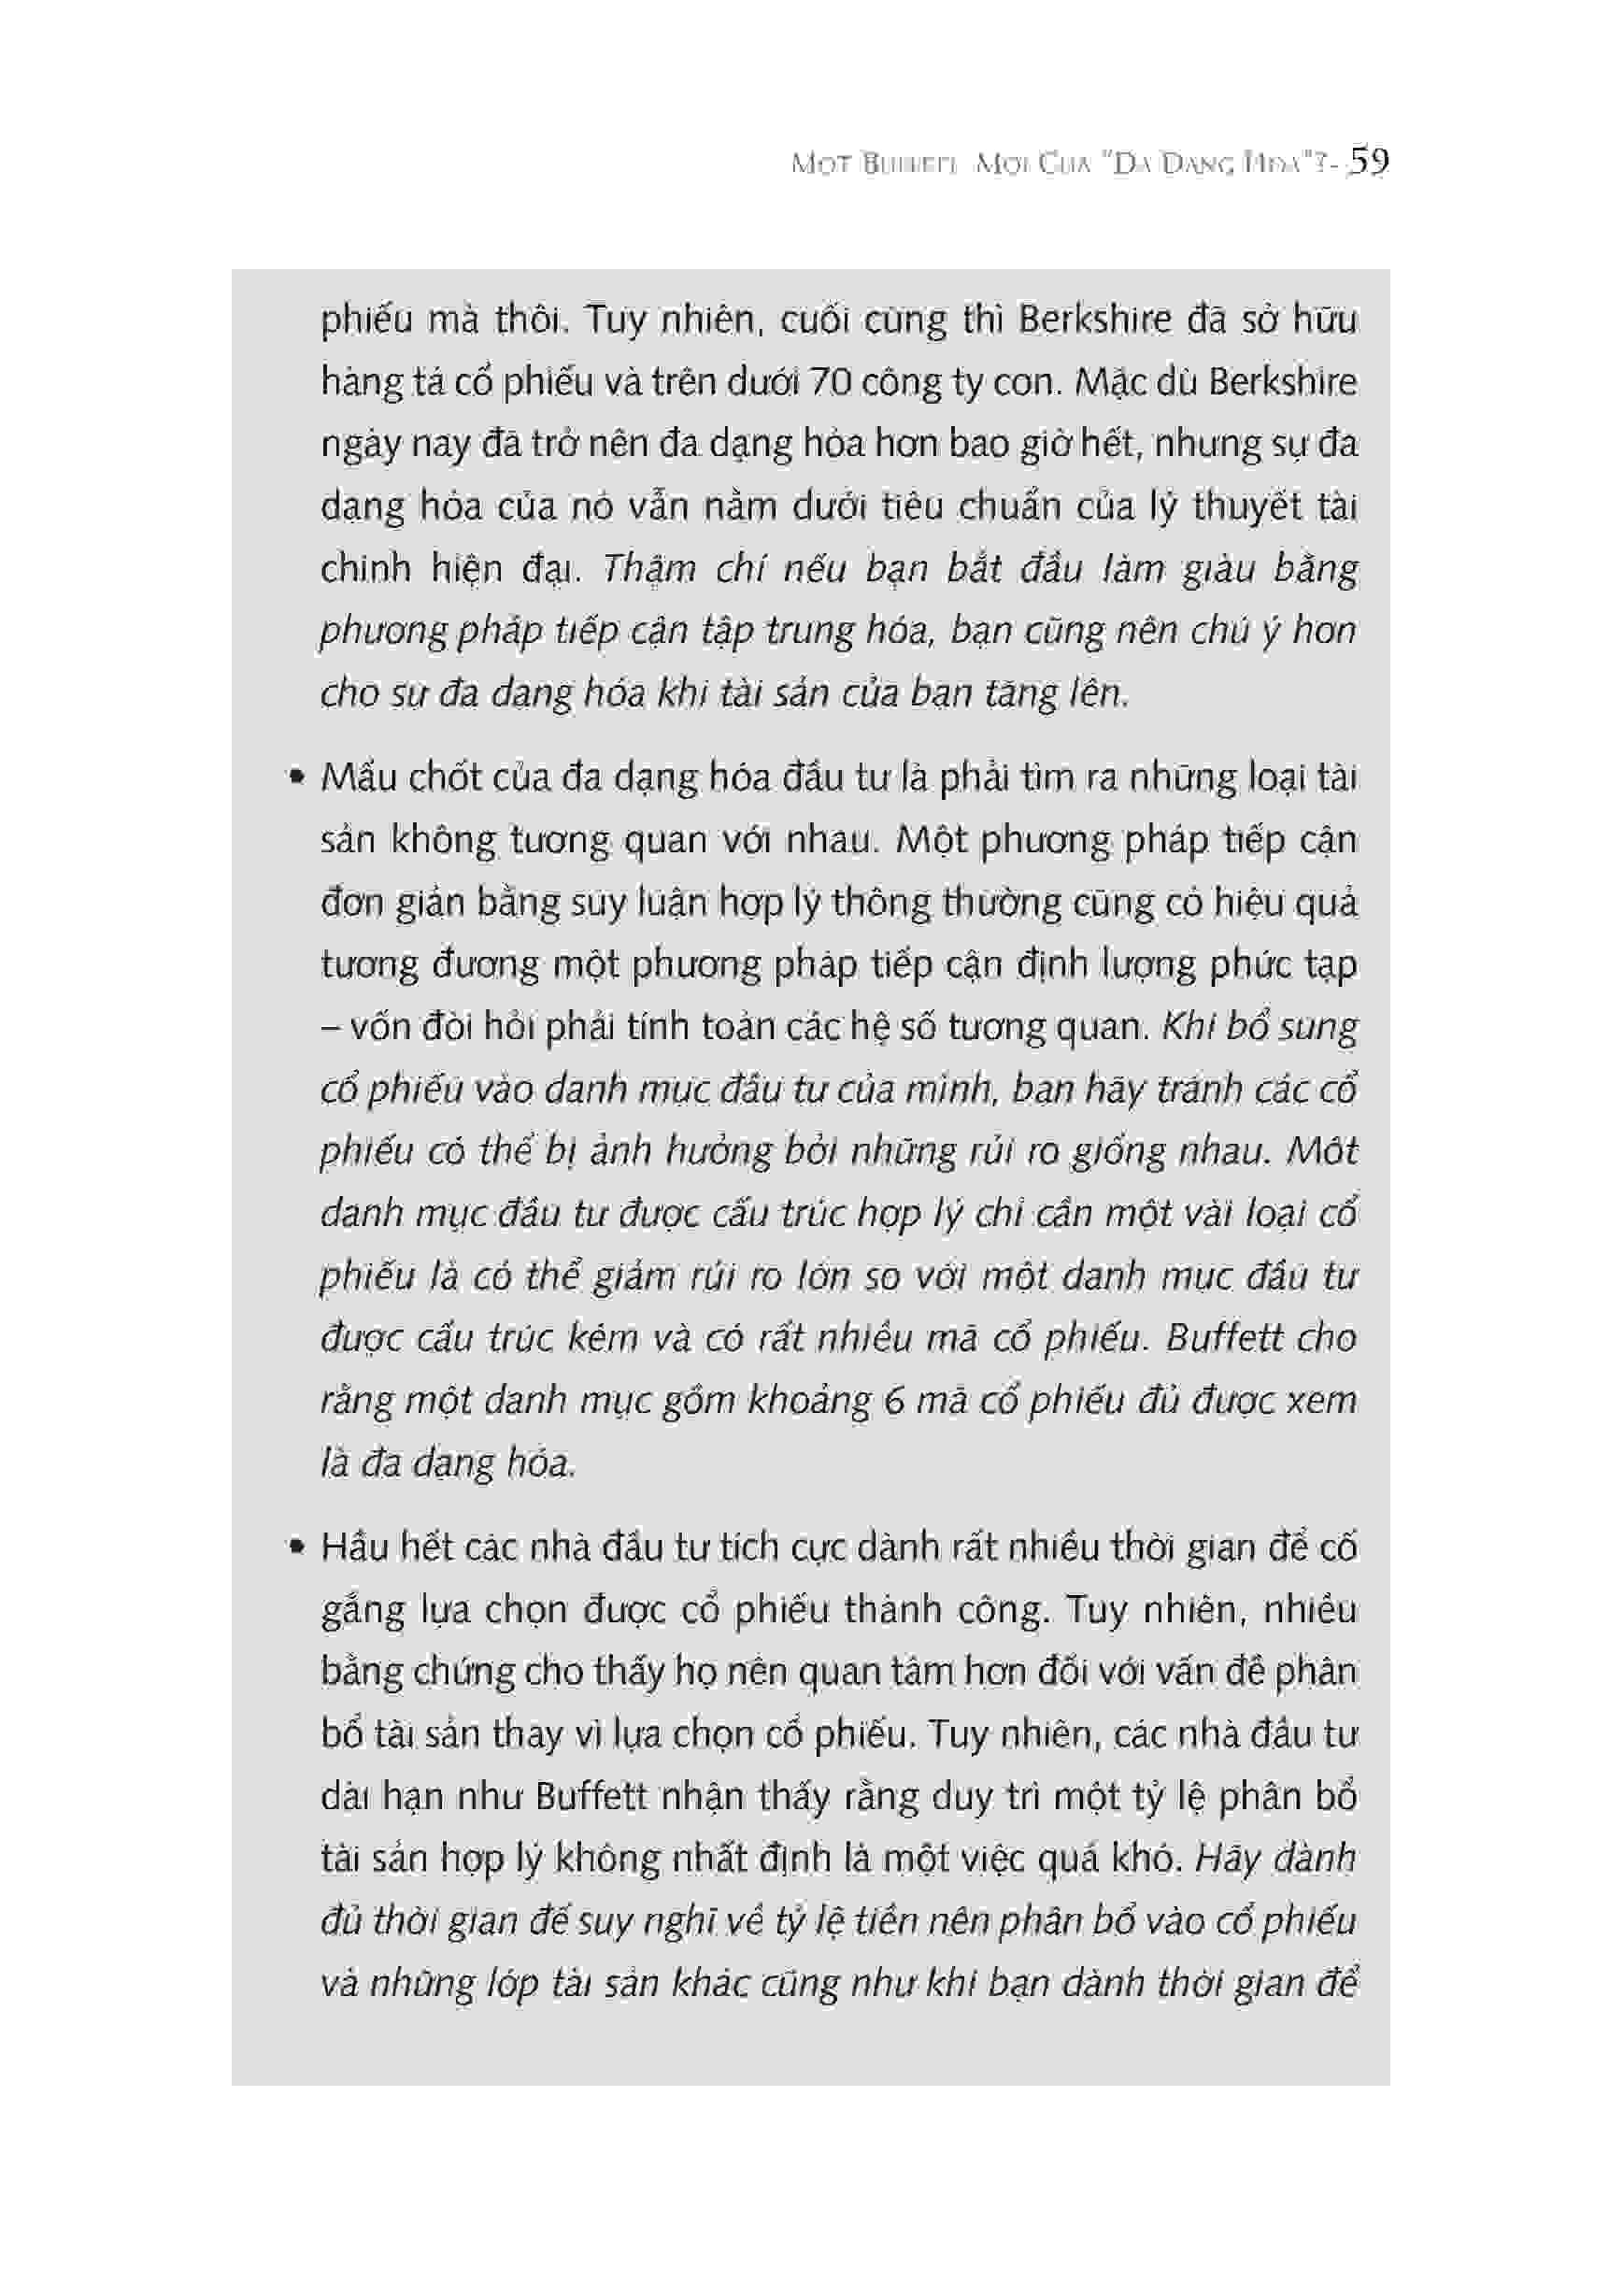 MỘT BUFFETT "ĐA DẠNG HÓA"? - 59
phiếu mà thôi. Tuy nhiên, cuối cùng thì Berkshire đã sở hữu
hàng tá cổ phiếu và trên dưới 70 công ty con. Mặc dù Berkshire
ngày nay đã trở nên đa dạng hóa hơn bao giờ hết, nhưng sự đa
dạng hóa của nó vẫn nằm dưới tiêu chuẩn của lý thuyết tài
chính hiện đại. Thậm chí nếu bạn bắt đầu làm giàu bằng
phương pháp tiếp cận tập trung hóa, bạn cũng nên chú ý hơn
cho sự đa dạng hóa khi tài sản của bạn tăng lên.
• Mấu chốt của đa dạng hóa đầu tư là phải tìm ra những loại tài
sản không tương quan với nhau. Một phương pháp tiếp cận
đơn giản bằng suy luận hợp lý thông thường cũng có hiệu quả
tương đương một phương pháp tiếp cận định lượng phức tạp
– vốn đòi hỏi phải tính toán các hệ số tương quan. Khi bổ sung
cổ phiếu vào danh mục đầu tư của mình, bạn hãy tránh các cổ
phiếu có thể bị ảnh hưởng bởi những rủi ro giống nhau. Một
danh mục đầu tư được cấu trúc hợp lý chỉ cần một vài loại cổ
phiếu là có thể giảm rủi ro lớn so với một danh mục đầu tư
được cấu trúc kém và có rất nhiều mã cổ phiếu. Buffett cho
rằng một danh mục gồm khoảng 6 mã cổ phiếu đủ được xem
là đa dạng hóa.
• Hầu hết các nhà đầu tư tích cực dành rất nhiều thời gian để cố
gắng lựa chọn được cổ phiếu thành công. Tuy nhiên, nhiều
bằng chứng cho thấy họ nên quan tâm hơn đối với vấn đề phân
bổ tài sản thay vì lựa chọn cổ phiếu. Tuy nhiên, các nhà đầu tư
dài hạn như Buffett nhận thấy rằng duy trì một tỷ lệ phân bổ
tài sản hợp lý không nhất định là một việc quá khó. Hãy dành
đủ thời gian để suy nghĩ về tỷ lệ tiền nên phân bổ vào cổ phiếu
và những lớp tài sản khác cũng như khi bạn dành thời gian để